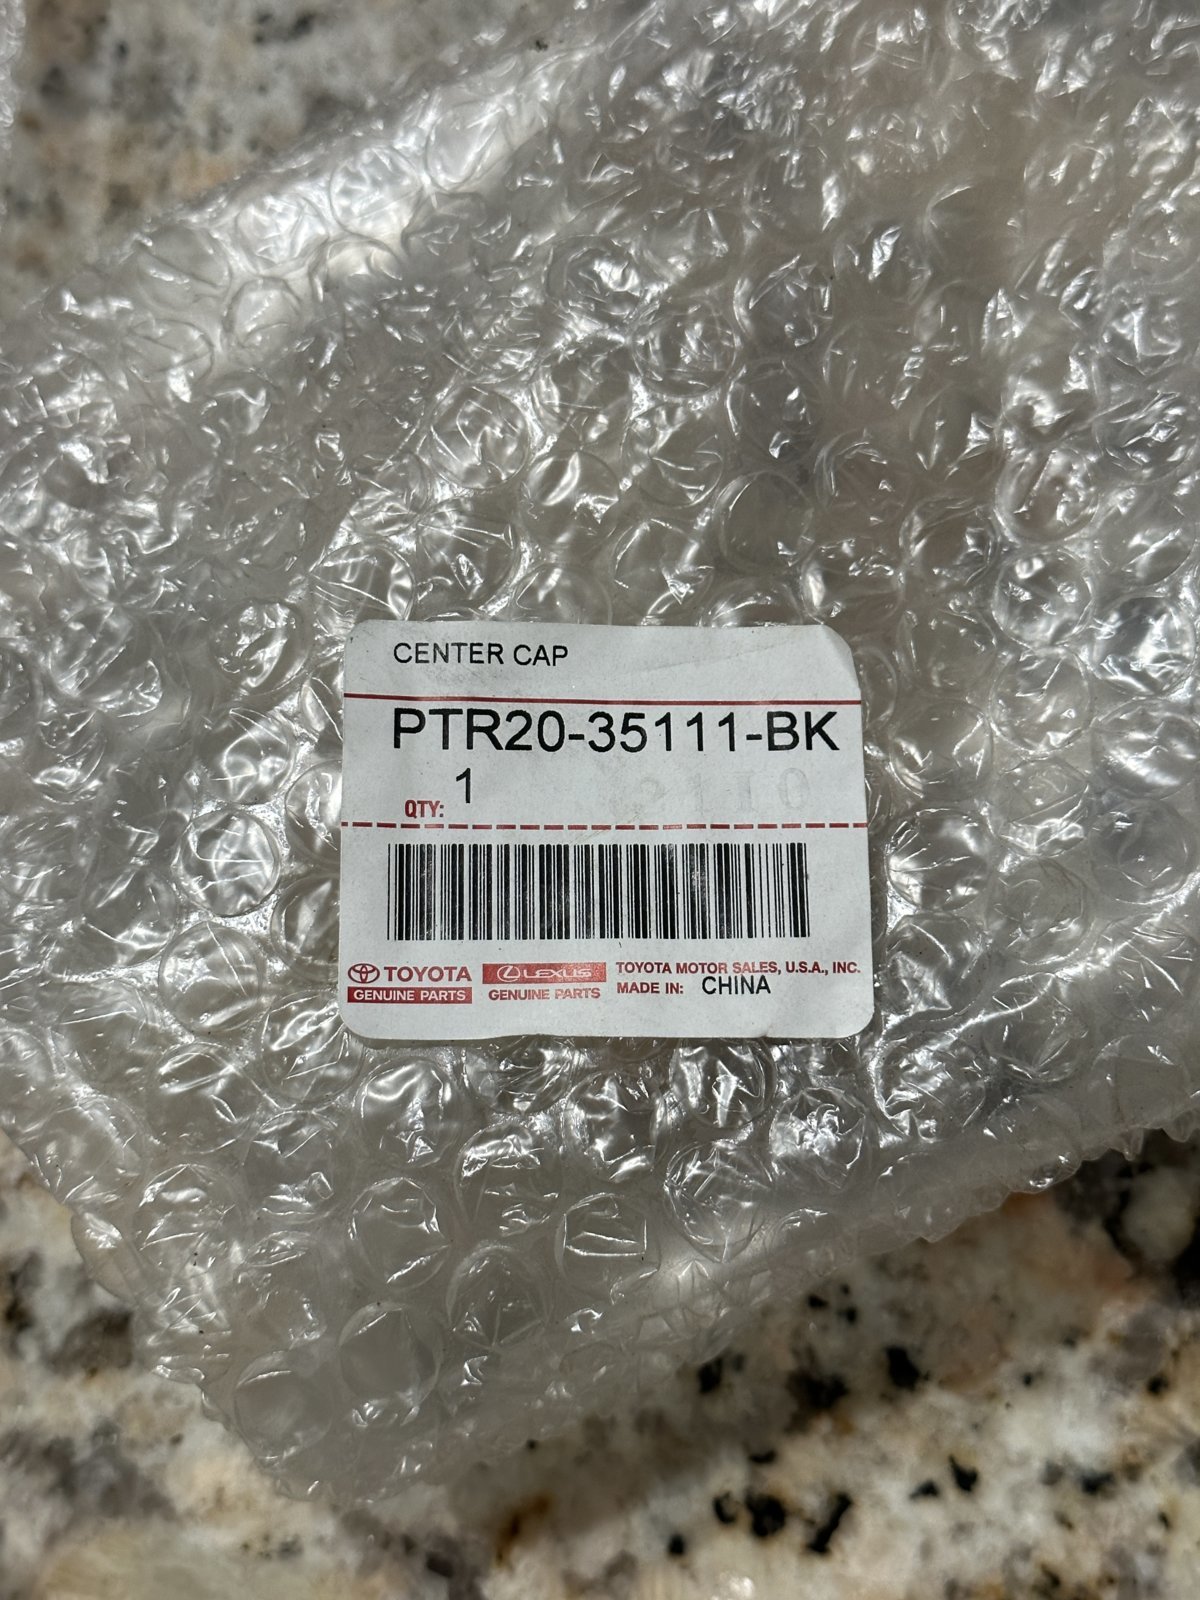 CENTER CAP
PTR20-35111-BK
QTY: 1
TOYOTA
GENUINE PARTS
LEXUS
GENUINE PARTS
TOYOTA MOTOR SALES, U.S.A., INC.
MADE IN: CHINA